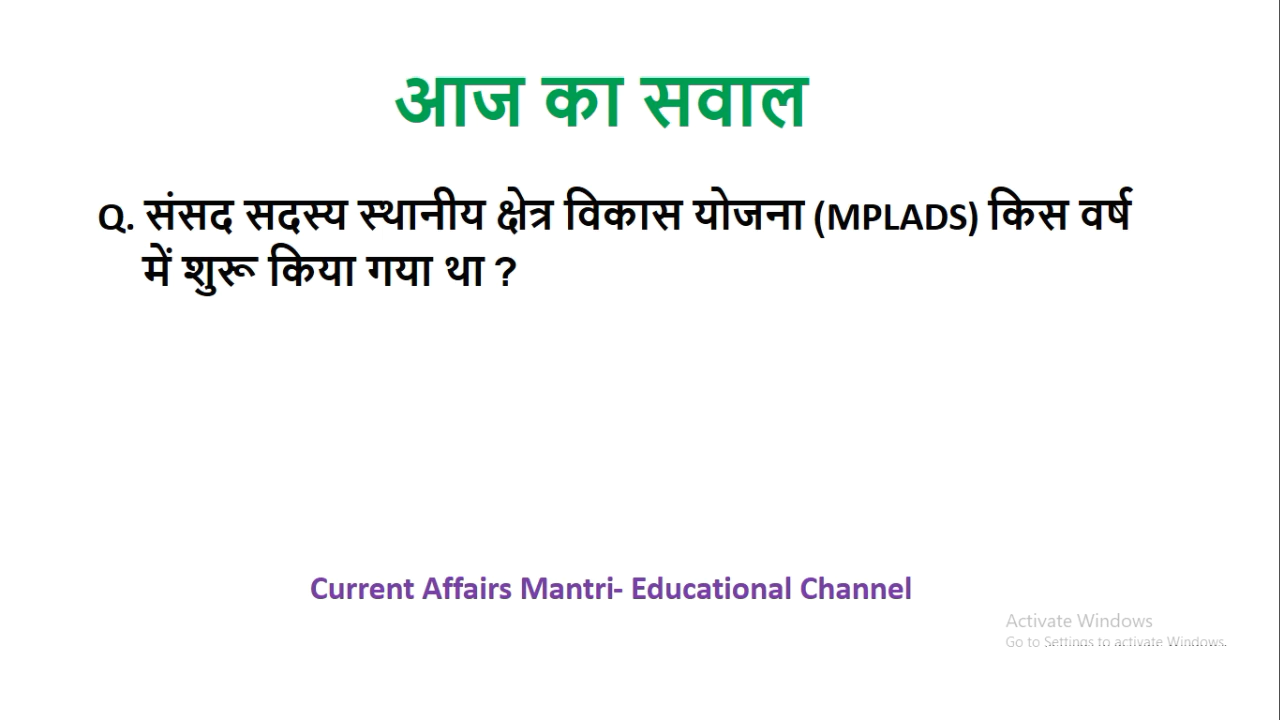 आज का सवाल
Q. संसद सदस्य स्थानीय क्षेत्र विकास योजना (MPLADS) किस वर्ष
में शुरू किया गया था ?
Current Affairs Mantri- Educational Channel
Activate Windows
Go to Settings to activate Windows.